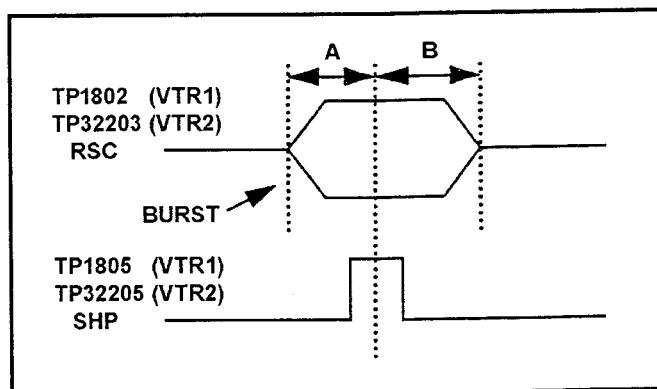 A B
TP1802 (VTR1)
TP32203 (VTR2)
RSC
BURST
TP1805 (VTR1)
TP32205 (VTR2)
SHP